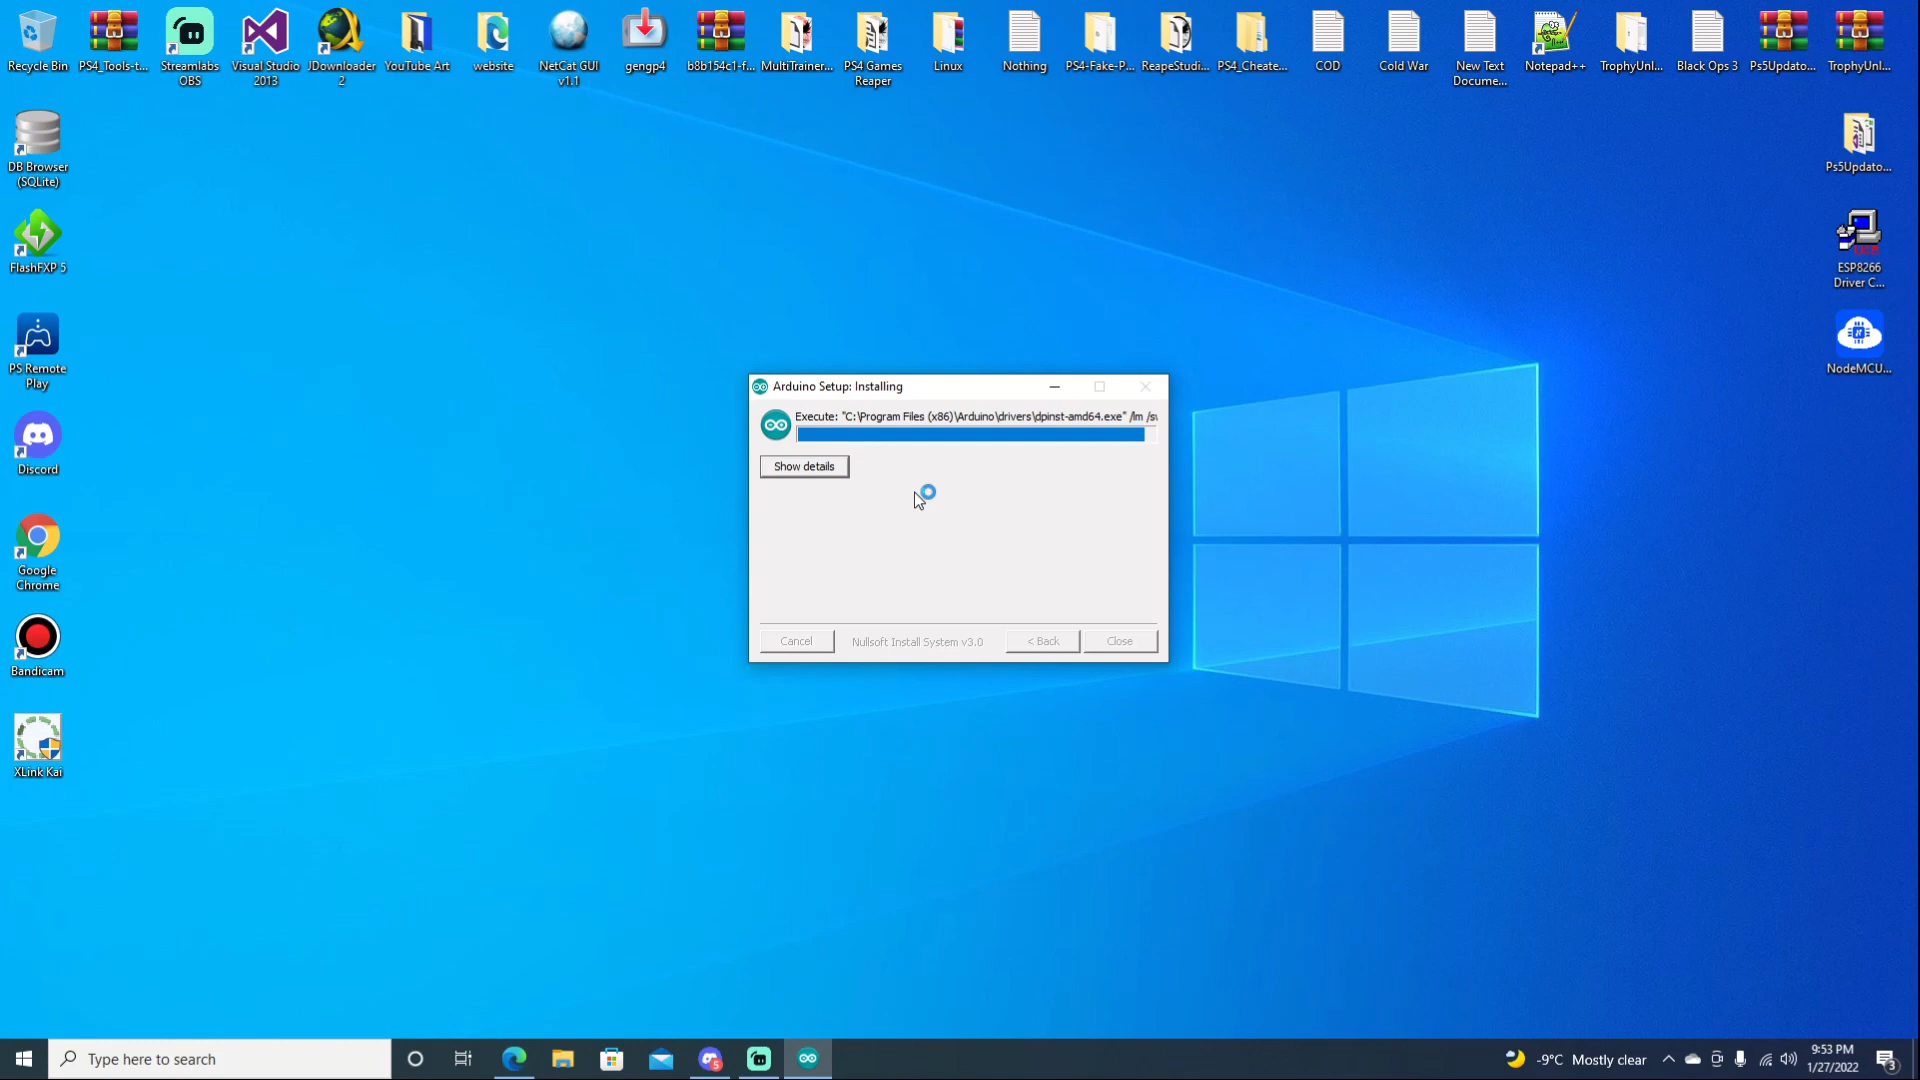 Recycle Bin
PS4_Tools-t...
Streamlabs
OBS
Visual Studio
2013
JDownloader
2
YouTube Art
website
NetCat GUI
v1.1
gengp4
b8b154c1-f...
MultiTrainer...
PS4 Games
Reaper
Linux
Nothing
PS4-Fake-P...
ReapeStudi...
PS4_Cheate...
COD
Cold War
New Text
Docume...
Notepad++
TrophyUnl...
Black Ops 3
Ps5Updato...
TrophyUnl...
DB Browser
(SQLite)
Ps5Updato...
FlashFXP 5
ESP8266
Driver C...
PS Remote
Play
NodeMCU...
Discord
Google
Chrome
Bandicam
XLink Kai
Arduino Setup: Installing
Execute: "C:\Program Files (x86)\Arduino\drivers\dpinst-amd64.exe" /lm /sw
Show details
Cancel
Nullsoft Install System v3.0
< Back
Close
Type here to search
5
-9°C Mostly clear
9:53 PM
1/27/2022
3